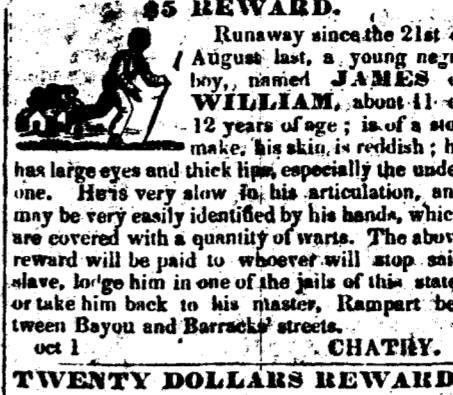 $5 REWARD.
Runaway since the 21st
August last, a young
boy, named JAMES
WILLIAM, about 11
12 years of age ; is of a
make, his skin is reddish ;
has large eyes and thick lips, especially the unde
one. He is very slow in his articulation, an
may be very easily identified by his hands, whic
are covered with a quantity of warts. The abov
reward will be paid to whoever will stop sai
slave, lodge him in one of the jails of this state
or take him back to his master, Rampart be
tween Bayou and Barracks streets.
oct 1 CHATRY.
TWENTY DOLLARS REWARD